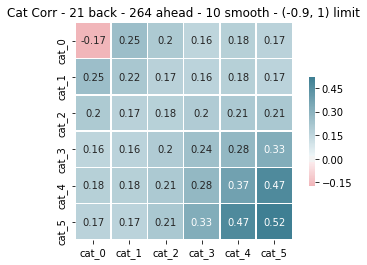 Cat Corr - 21 back - 264 ahead - 10 smooth - (-0.9, 1) limit
cat_0 -0.17 0.25 0.2 0.16 0.18 0.17
cat_1 0.25 0.22 0.17 0.16 0.18 0.17
cat_2 0.2 0.17 0.18 0.2 0.21 0.21
cat_3 0.16 0.16 0.2 0.24 0.28 0.33
cat_4 0.18 0.18 0.21 0.28 0.37 0.47
cat_5 0.17 0.17 0.21 0.33 0.47 0.52
cat_0 cat_1 cat_2 cat_3 cat_4 cat_5
0.45
0.30
0.15
0.00
−0.15